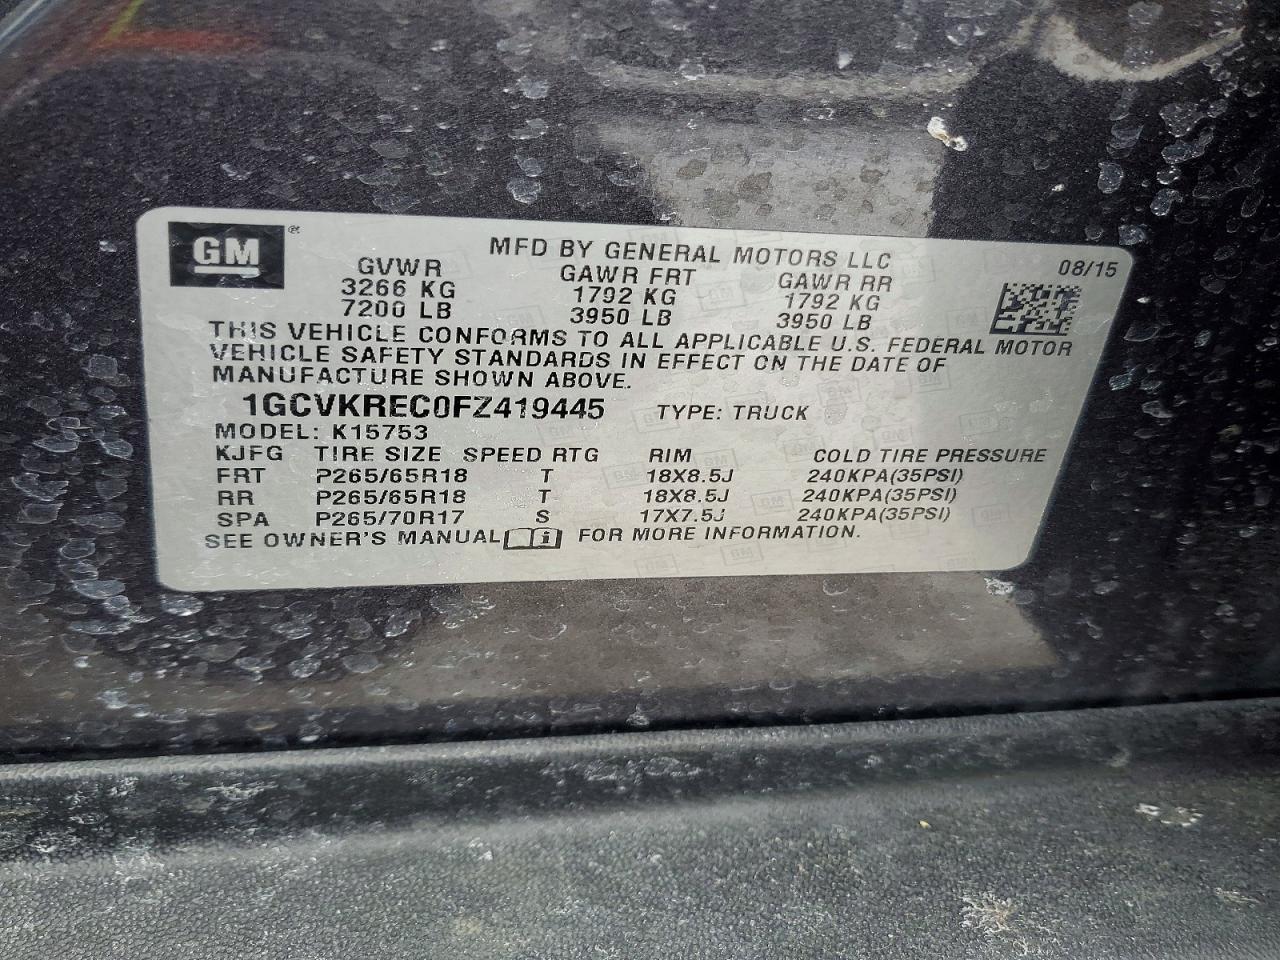 GM®
MFD BY GENERAL MOTORS LLC
08/15
GVWR GAWR FRT GAWR RR
3266 KG 1792 KG 1792 KG
7200 LB 3950 LB 3950 LB
THIS VEHICLE CONFORMS TO ALL APPLICABLE U.S. FEDERAL MOTOR
VEHICLE SAFETY STANDARDS IN EFFECT ON THE DATE OF
MANUFACTURE SHOWN ABOVE.
1GCVKREC0FZ419445 TYPE: TRUCK
MODEL: K15753
KJFG TIRE SIZE SPEED RTG RIM COLD TIRE PRESSURE
FRT P265/65R18 T 18X8.5J 240KPA(35PSI)
RR P265/65R18 T 18X8.5J 240KPA(35PSI)
SPA P265/70R17 S 17X7.5J 240KPA(35PSI)
SEE OWNER'S MANUAL i FOR MORE INFORMATION.